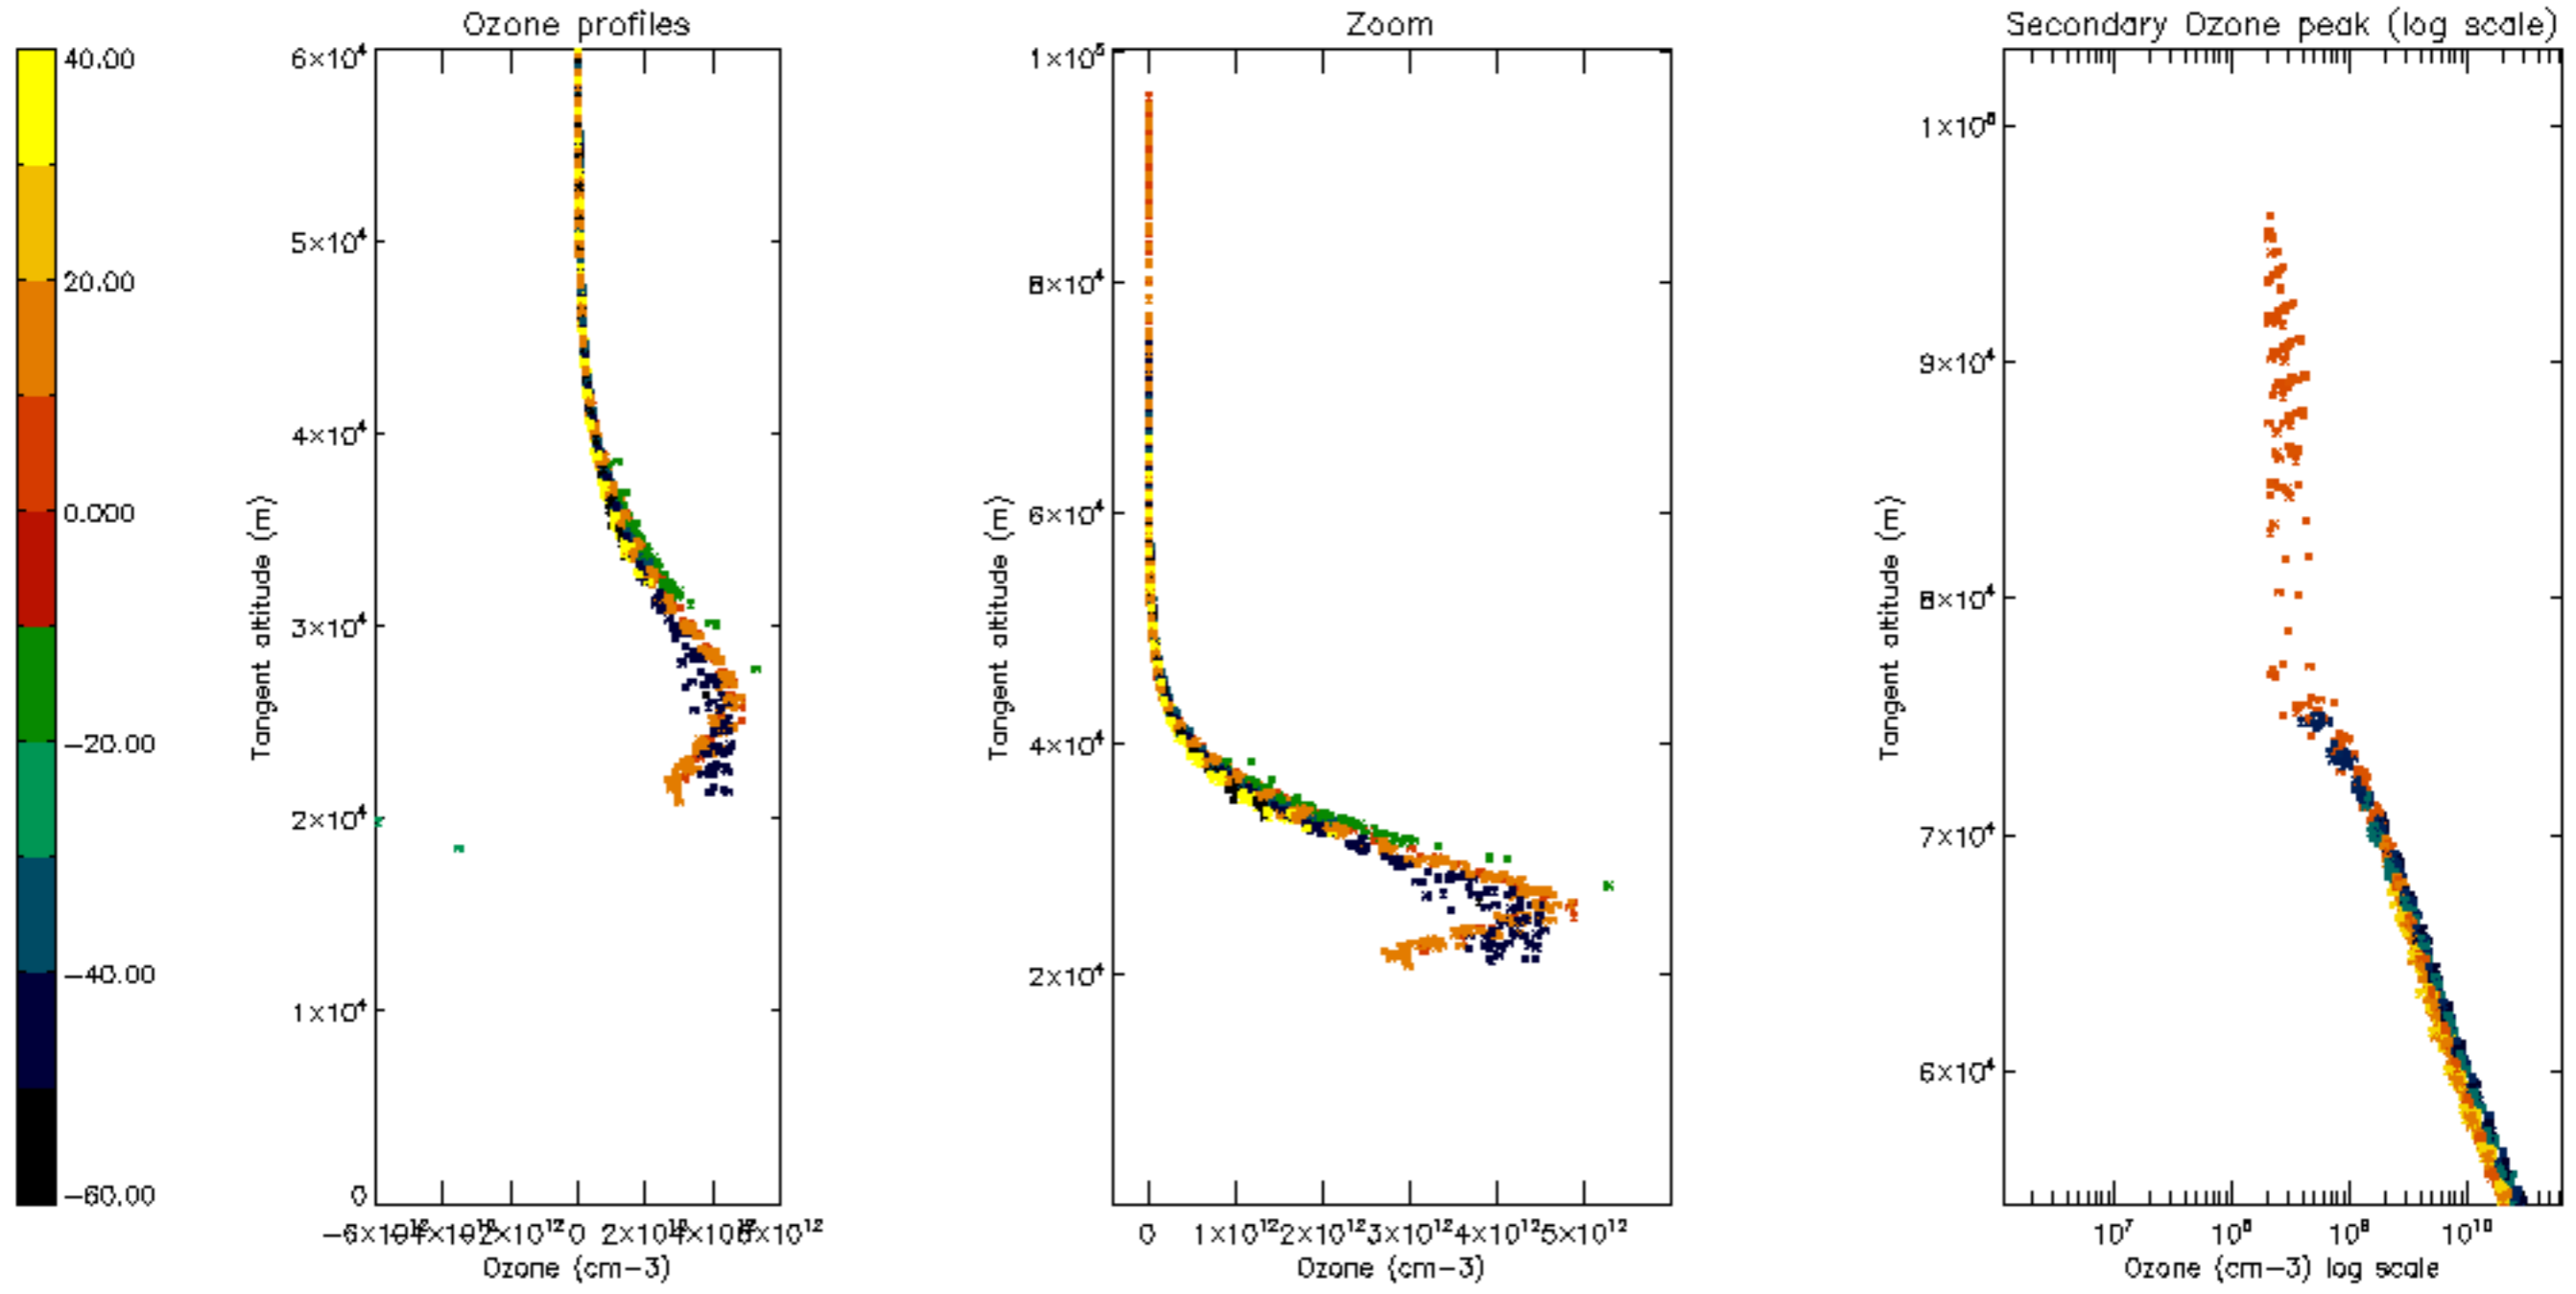 Ozone profiles
Zoom
Secondary Ozone peak (log scale)
40.00
20.00
0.000
−20.00
−40.00
−60.00
6×10⁴
5×10⁴
4×10⁴
3×10⁴
2×10⁴
1×10⁴
0
Tangent altitude (m)
0
Ozone (cm−3)
1×10⁵
8×10⁴
6×10⁴
4×10⁴
2×10⁴
Tangent altitude (m)
0 1×10¹² 2×10¹² 3×10¹² 4×10¹² 5×10¹²
Ozone (cm−3)
1×10⁵
9×10⁴
8×10⁴
7×10⁴
6×10⁴
Tangent altitude (m)
10⁷ 10⁸ 10⁹ 10¹⁰
Ozone (cm−3) log scale